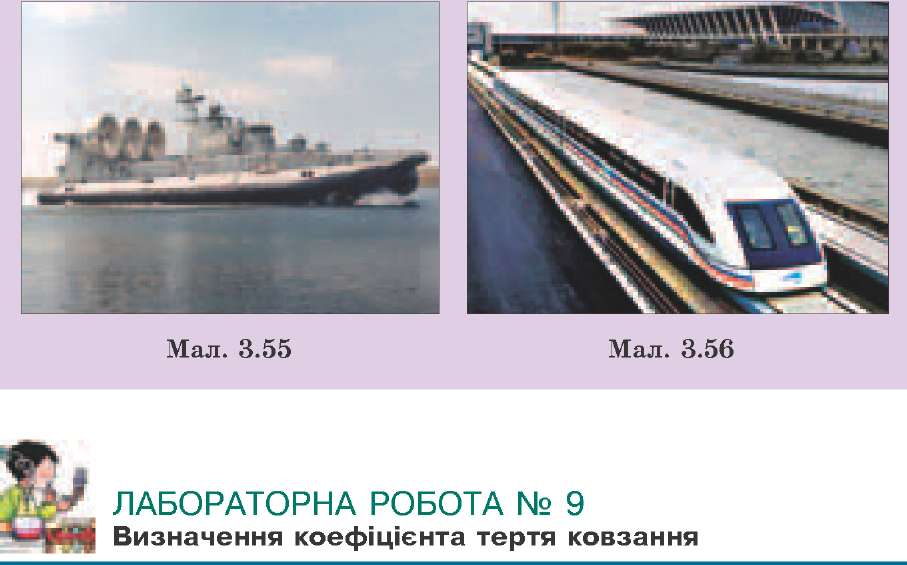 Мал. 3.55
Мал. 3.56
ЛАБОРАТОРНА РОБОТА № 9
Визначення коефіцієнта тертя ковзання